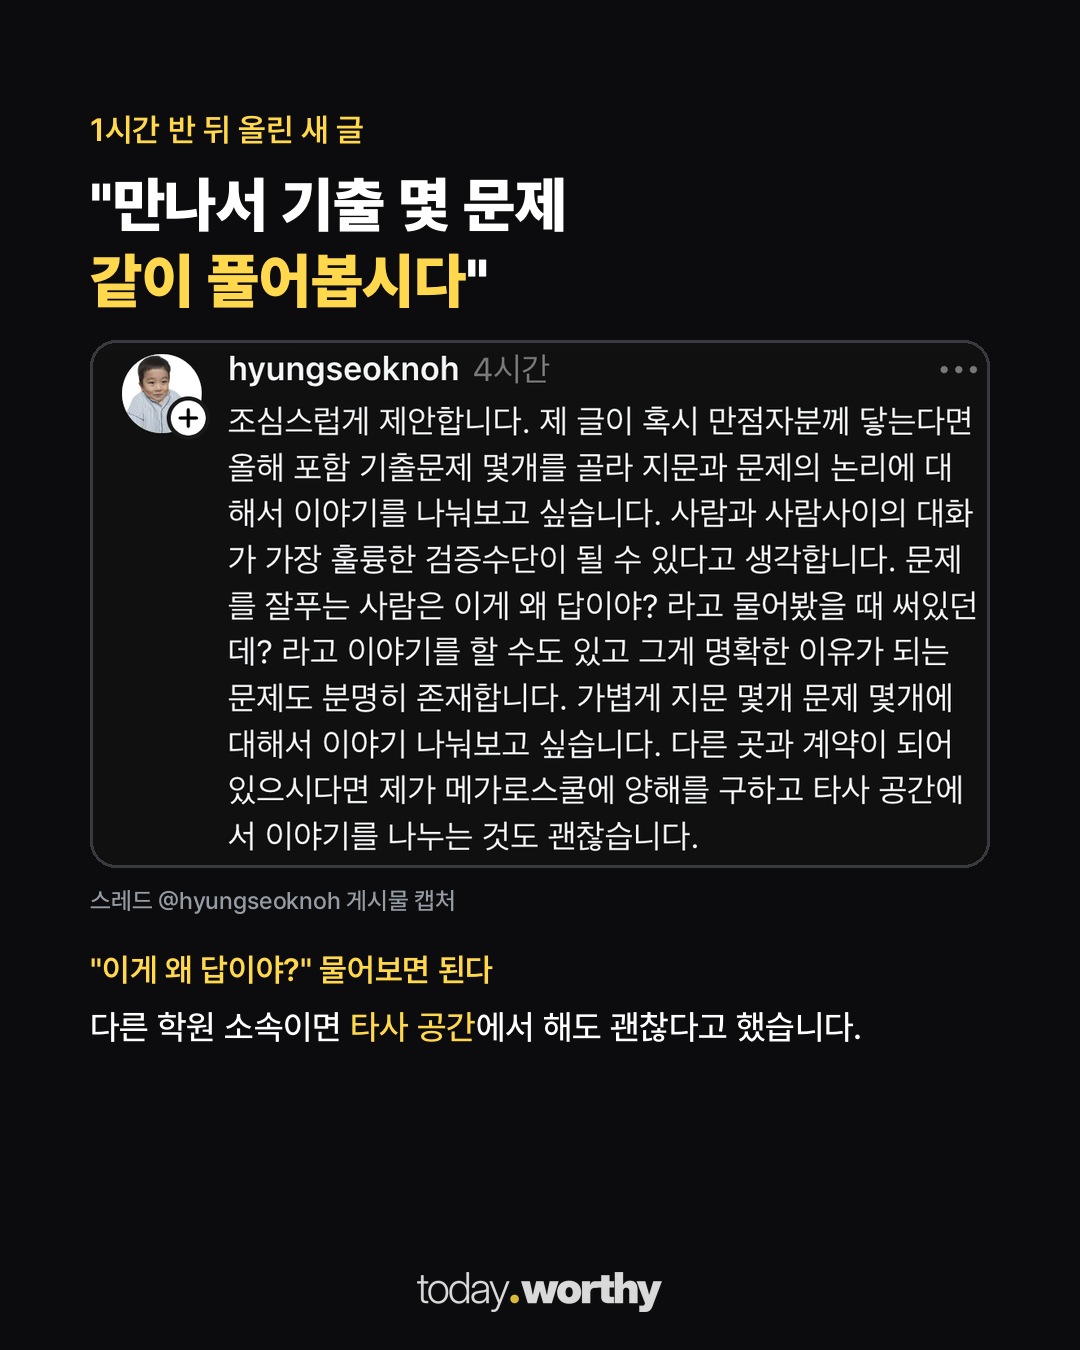 1시간 반 뒤 올린 새 글
"만나서 기출 몇 문제
같이 풀어봅시다"
hyungseoknoh 4시간
조심스럽게 제안합니다. 제 글이 혹시 만점자분께 닿는다면
올해 포함 기출문제 몇개를 골라 지문과 문제의 논리에 대
해서 이야기를 나눠보고 싶습니다. 사람과 사람사이의 대화
가 가장 훌륭한 검증수단이 될 수 있다고 생각합니다. 문제
를 잘푸는 사람은 이게 왜 답이야? 라고 물어봤을 때 써있던
데? 라고 이야기를 할 수도 있고 그게 명확한 이유가 되는
문제도 분명히 존재합니다. 가볍게 지문 몇개 문제 몇개에
대해서 이야기 나눠보고 싶습니다. 다른 곳과 계약이 되어
있으시다면 제가 메가로스쿨에 양해를 구하고 타사 공간에
서 이야기를 나누는 것도 괜찮습니다.
스레드 @hyungseoknoh 게시물 캡처
"이게 왜 답이야?" 물어보면 된다
다른 학원 소속이면 타사 공간에서 해도 괜찮다고 했습니다.
today.worthy